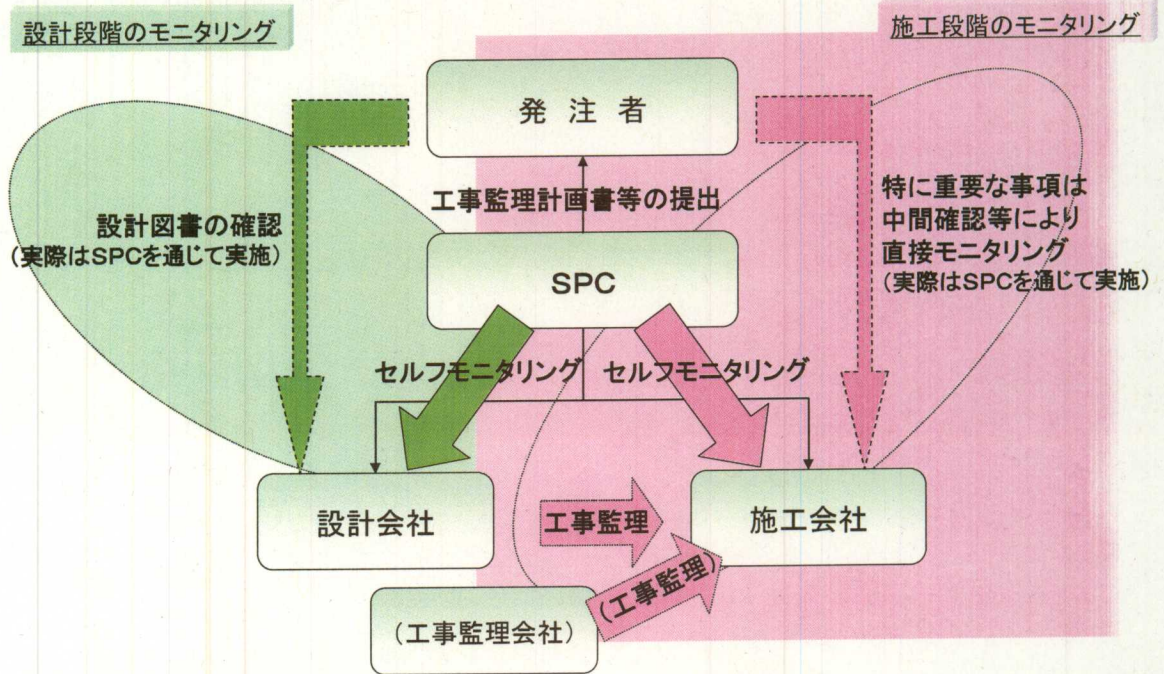 設計段階のモニタリング
施工段階のモニタリング
発 注 者
工事監理計画書等の提出
設計図書の確認
(実際はSPCを通じて実施)
特に重要な事項は
中間確認等により
直接モニタリング
(実際はSPCを通じて実施)
SPC
セルフモニタリング
セルフモニタリング
設計会社
工事監理
施工会社
(工事監理)
(工事監理会社)